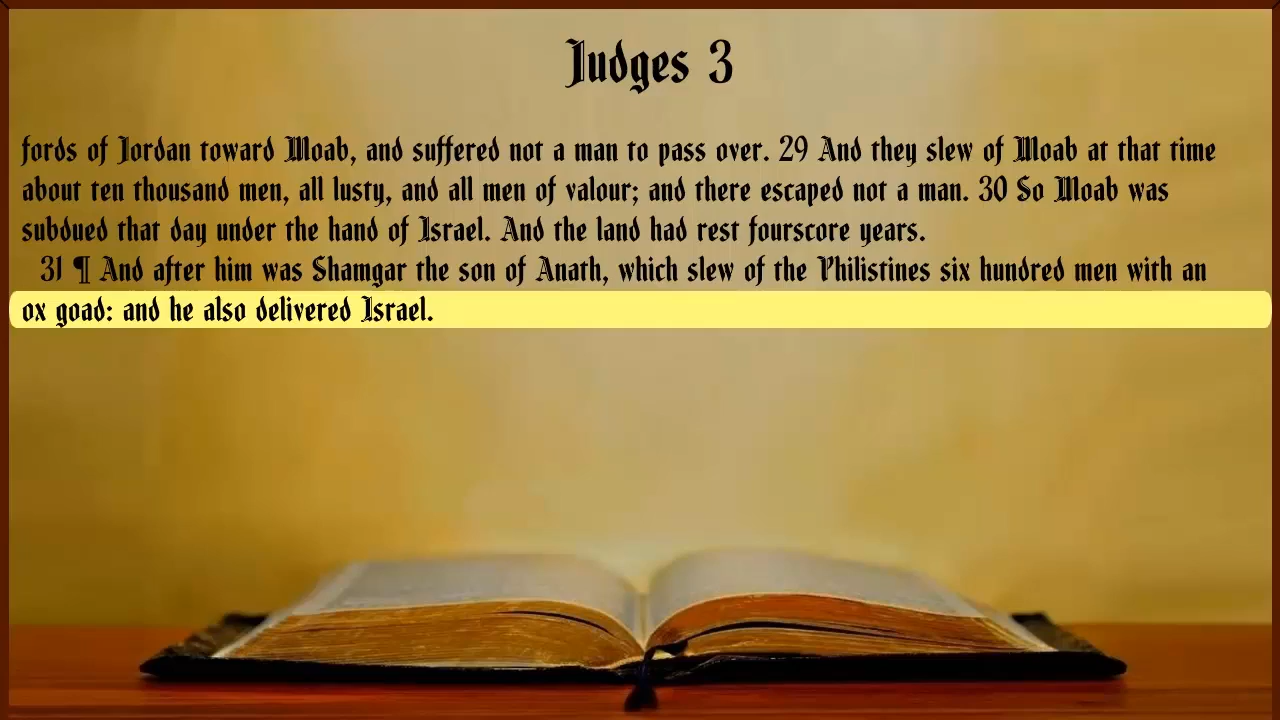 Judges 3
fords of Jordan toward Moab, and suffered not a man to pass over. 29 And they slew of Moab at that time
about ten thousand men, all lusty, and all men of valour; and there escaped not a man. 30 So Moab was
subdued that day under the hand of Israel. And the land had rest fourscore years.
31 ¶ And after him was Shamgar the son of Anath, which slew of the Philistines six hundred men with an
ox goad: and he also delivered Israel.